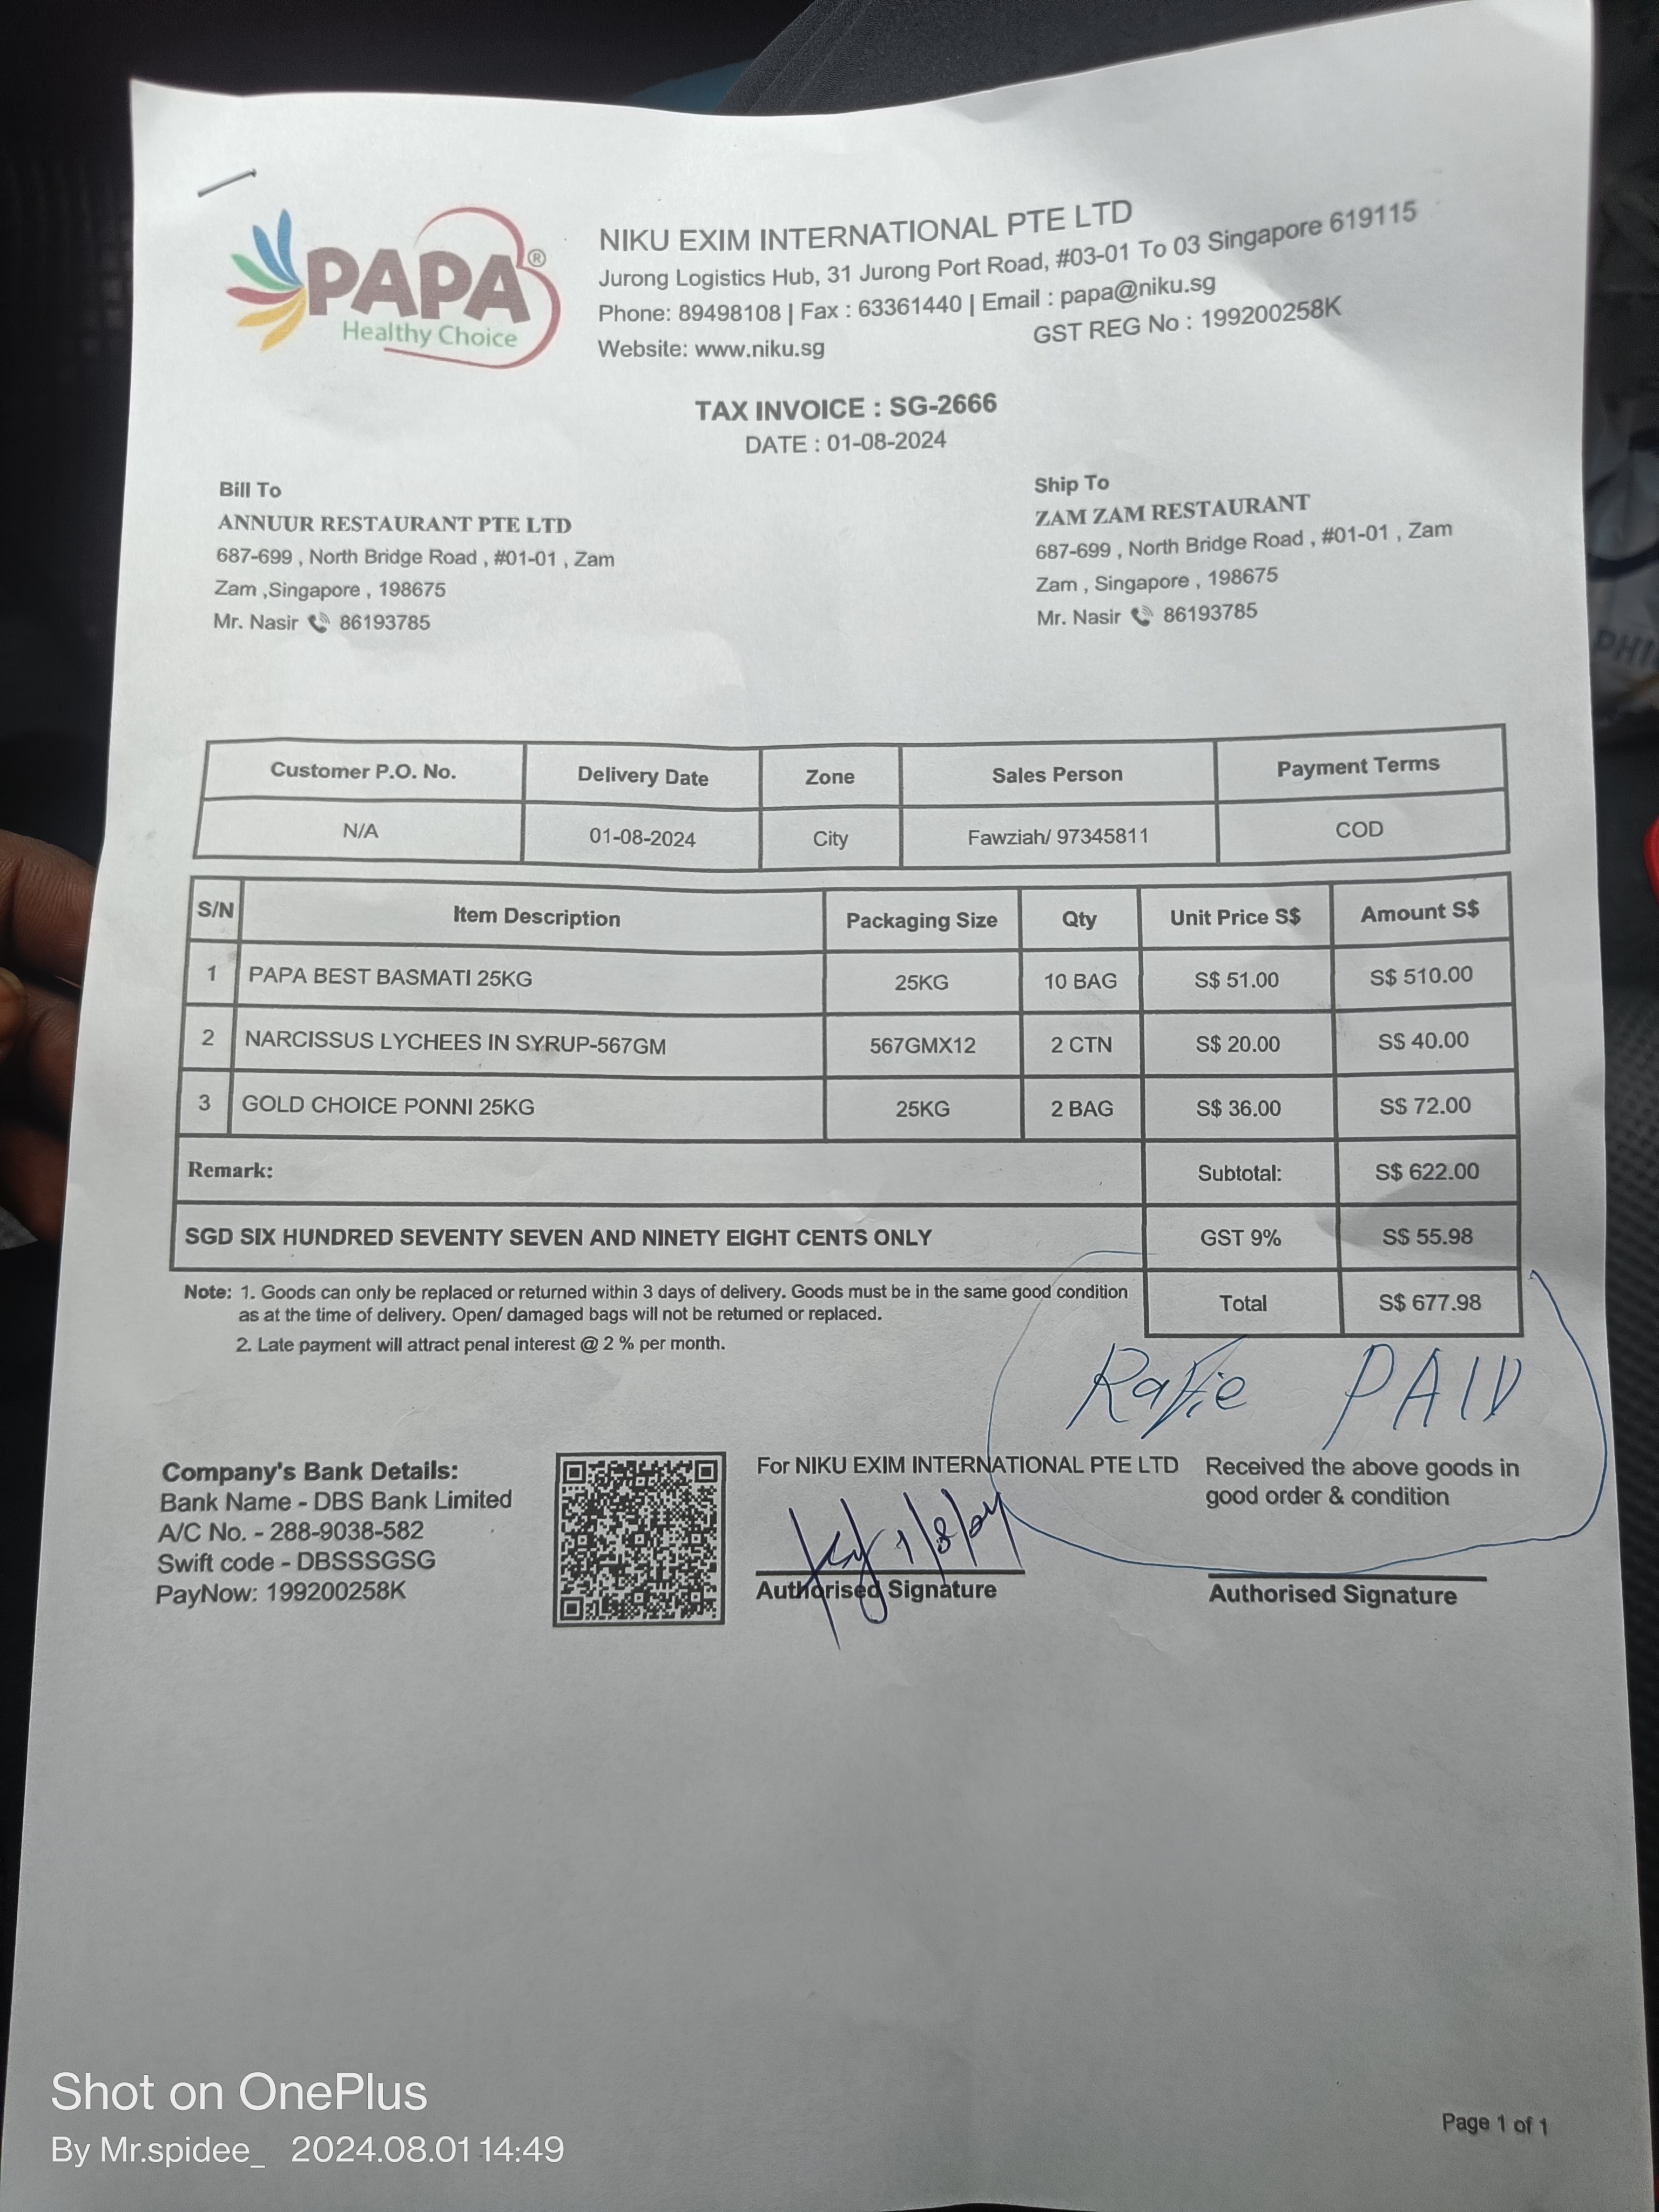 PAPA®
Healthy Choice
NIKU EXIM INTERNATIONAL PTE LTD
Jurong Logistics Hub, 31 Jurong Port Road, #03-01 To 03 Singapore 619115
Phone: 89498108 | Fax : 63361440 | Email : papa@niku.sg
Website: www.niku.sg GST REG No : 199200258K
TAX INVOICE : SG-2666
DATE : 01-08-2024
Bill To
ANNUUR RESTAURANT PTE LTD
687-699 , North Bridge Road , #01-01 , Zam
Zam ,Singapore , 198675
Mr. Nasir 86193785
Ship To
ZAM ZAM RESTAURANT
687-699 , North Bridge Road , #01-01 , Zam
Zam , Singapore , 198675
Mr. Nasir 86193785
Customer P.O. No. Delivery Date Zone Sales Person Payment Terms
N/A 01-08-2024 City Fawziah/ 97345811 COD
S/N Item Description Packaging Size Qty Unit Price S$ Amount S$
1 PAPA BEST BASMATI 25KG 25KG 10 BAG S$ 51.00 S$ 510.00
2 NARCISSUS LYCHEES IN SYRUP-567GM 567GMX12 2 CTN S$ 20.00 S$ 40.00
3 GOLD CHOICE PONNI 25KG 25KG 2 BAG S$ 36.00 S$ 72.00
Remark: Subtotal: S$ 622.00
SGD SIX HUNDRED SEVENTY SEVEN AND NINETY EIGHT CENTS ONLY GST 9% S$ 55.98
Total S$ 677.98
Note: 1. Goods can only be replaced or returned within 3 days of delivery. Goods must be in the same good condition
as at the time of delivery. Open/ damaged bags will not be returned or replaced.
2. Late payment will attract penal interest @ 2 % per month.
PAID
Company's Bank Details:
Bank Name - DBS Bank Limited
A/C No. - 288-9038-582
Swift code - DBSSSGSG
PayNow: 199200258K
For NIKU EXIM INTERNATIONAL PTE LTD
1/8/24
Authorised Signature
Received the above goods in
good order & condition
Authorised Signature
Shot on OnePlus
By Mr.spidee_ 2024.08.01 14:49
Page 1 of 1